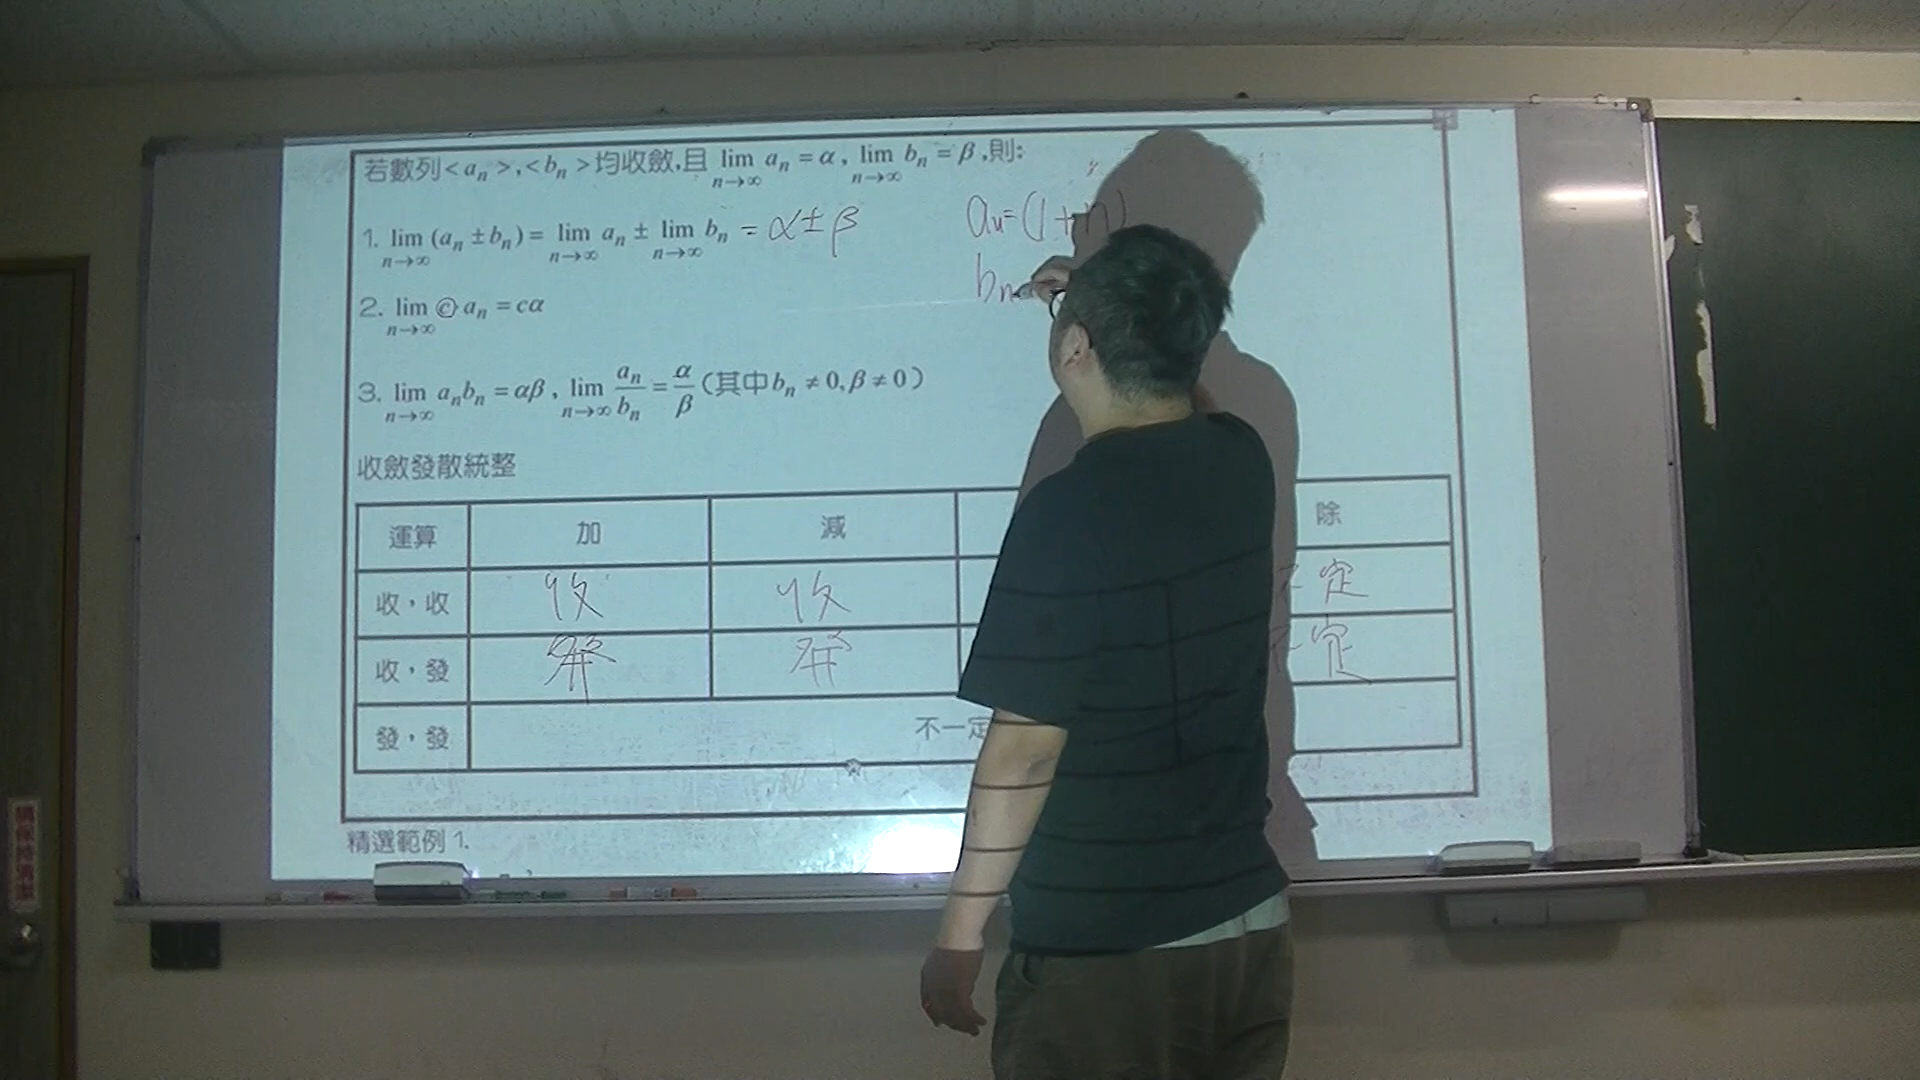 若數列<aₙ>,<bₙ>均收斂,且 lim n→∞ aₙ = α, lim n→∞ bₙ = β,則:
1. lim n→∞ (aₙ ± bₙ) = lim n→∞ aₙ ± lim n→∞ bₙ = α ± β
aₙ=(1+n)
bₙ
2. lim n→∞ c aₙ = cα
3. lim n→∞ aₙbₙ = αβ, lim n→∞ aₙ/bₙ = α/β (其中 bₙ ≠ 0, β ≠ 0)
收斂發散統整
運算 加 減 除
收,收 收 收 定
收,發 發 發 不定
發,發 不一定
精選範例 1.